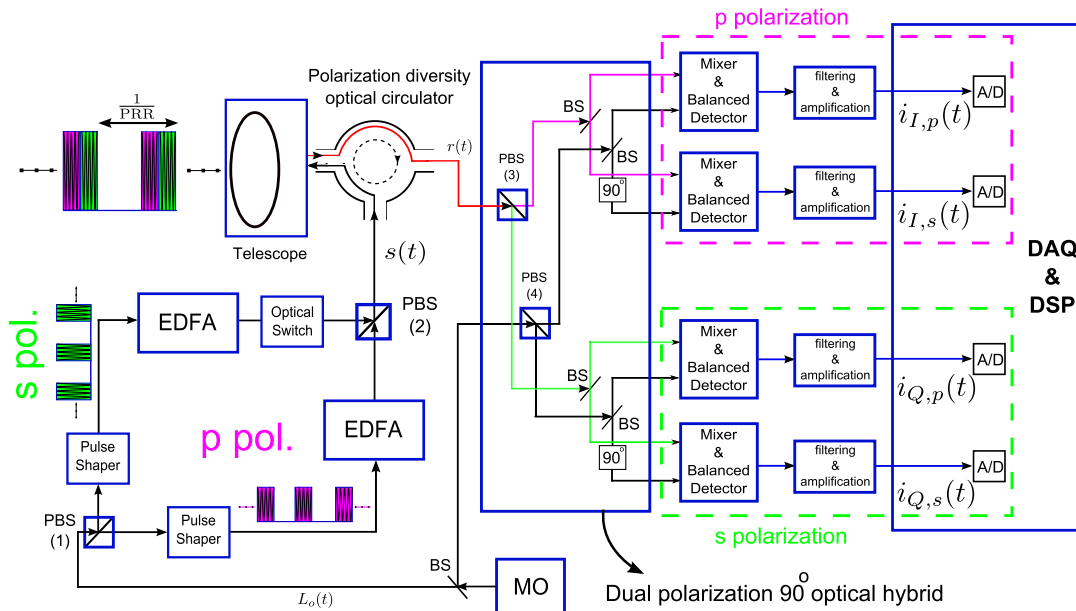 p polarization
Polarization diversity
optical circulator
1
PRR
Telescope
r(t)
s(t)
PBS
(3)
BS
BS
90°
Mixer
&
Balanced
Detector
filtering
&
amplification
i_{I,p}(t)
A/D
Mixer
&
Balanced
Detector
filtering
&
amplification
i_{I,s}(t)
A/D
DAQ
&
DSP
s pol.
EDFA
Optical
Switch
PBS
(2)
PBS
(4)
BS
BS
90°
Mixer
&
Balanced
Detector
filtering
&
amplification
i_{Q,p}(t)
A/D
Mixer
&
Balanced
Detector
filtering
&
amplification
i_{Q,s}(t)
A/D
s polarization
p pol.
EDFA
Pulse
Shaper
PBS
(1)
Pulse
Shaper
BS
MO
L_o(t)
Dual polarization 90° optical hybrid